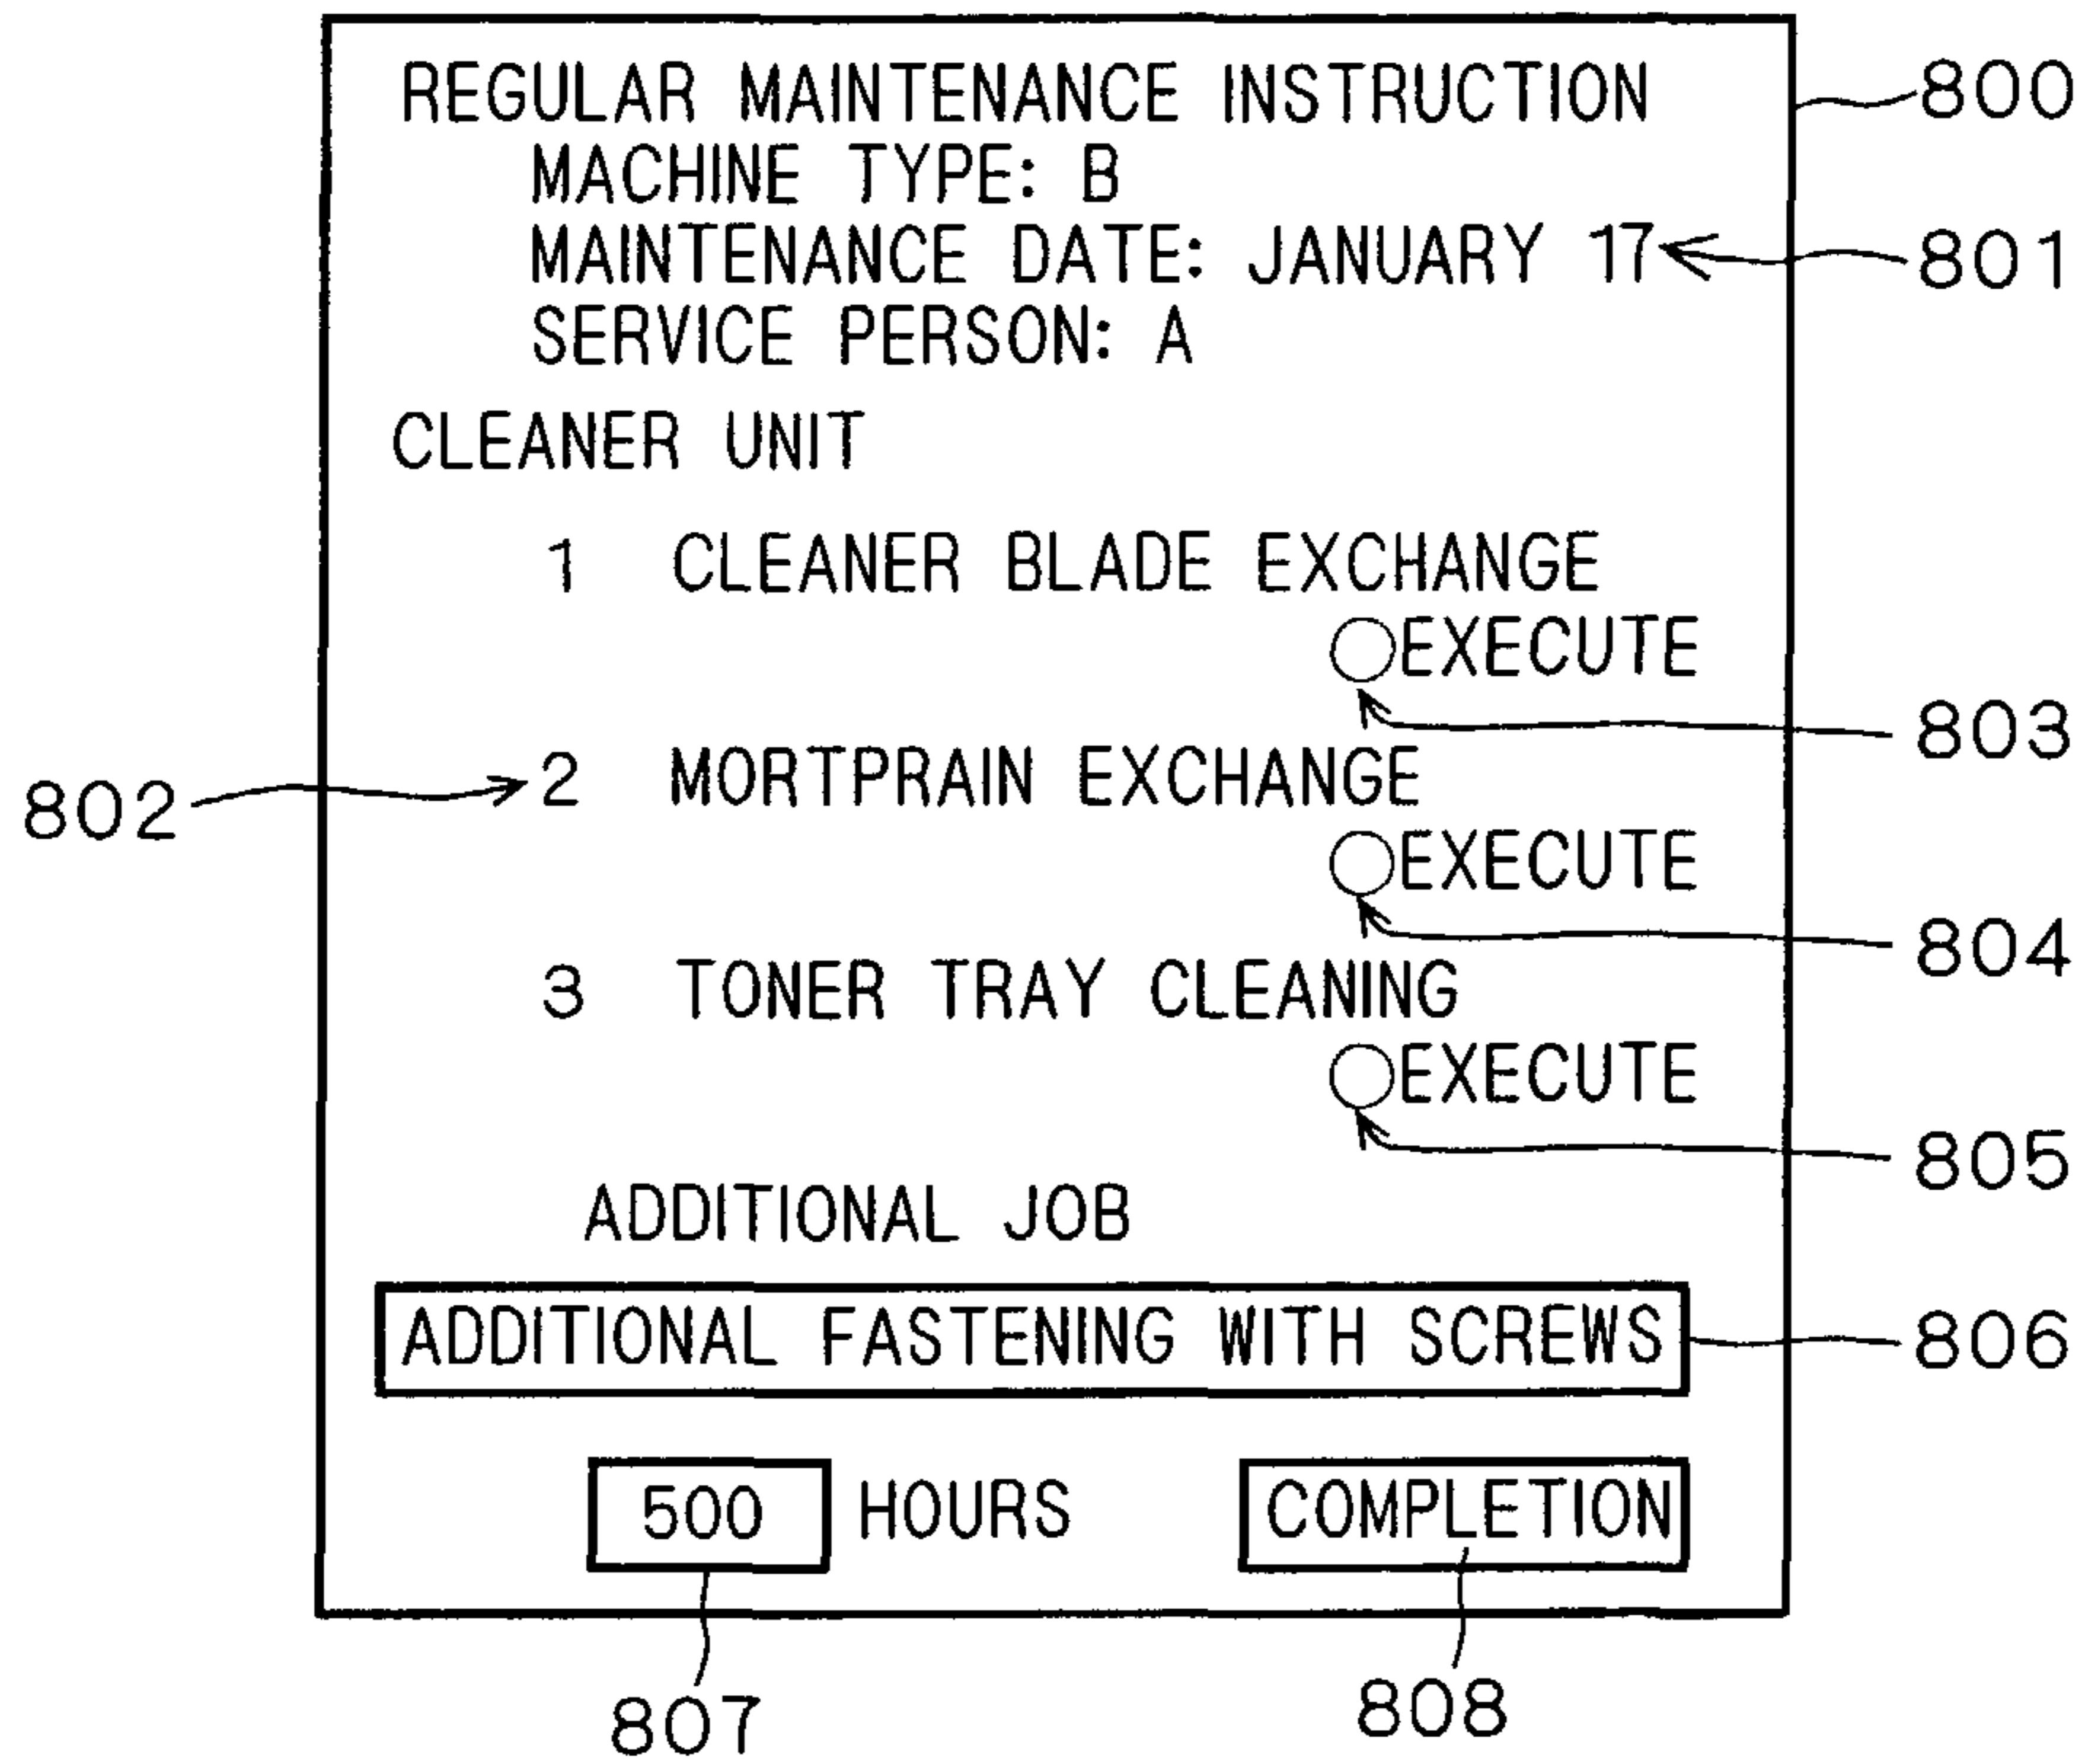 REGULAR MAINTENANCE INSTRUCTION
800
MACHINE TYPE: B
MAINTENANCE DATE: JANUARY 17
801
SERVICE PERSON: A
CLEANER UNIT
1 CLEANER BLADE EXCHANGE
EXECUTE
803
802
2 MORTPRAIN EXCHANGE
EXECUTE
804
3 TONER TRAY CLEANING
EXECUTE
805
ADDITIONAL JOB
ADDITIONAL FASTENING WITH SCREWS
806
500 HOURS
COMPLETION
807
808